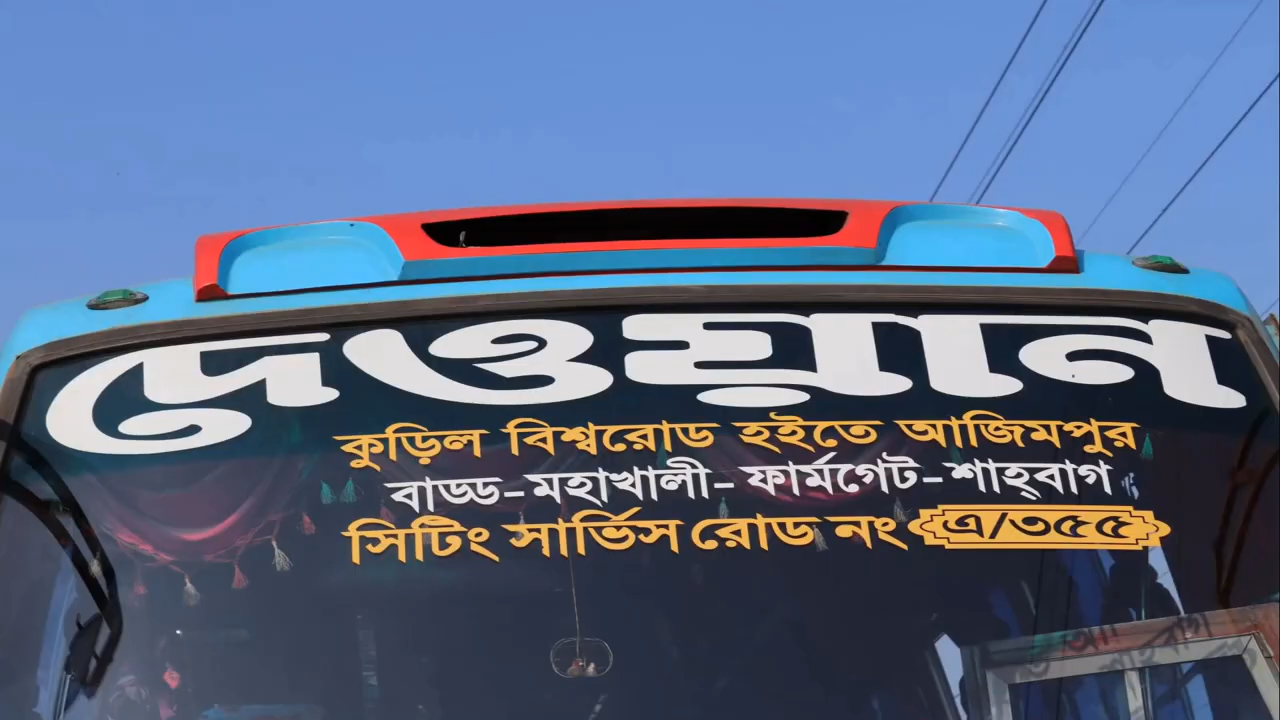 দেওয়ান
কুড়িল বিশ্বরোড হইতে আজিমপুর
বাড্ডা-মহাখালী-ফার্মগেট-শাহ্‌বাগ
সিটিং সার্ভিস রোড নং এ/৩৫৫